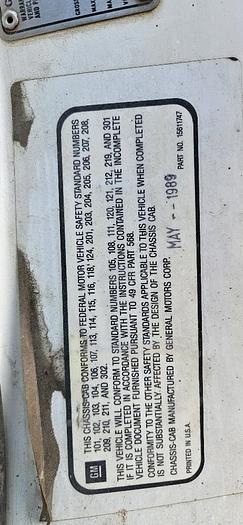 GM
THIS CHASSIS-CAB CONFORMS TO FEDERAL MOTOR VEHICLE SAFETY STANDARD NUMBERS
101, 102, 103, 104, 106, 107, 113, 114, 115, 116, 118, 124, 201, 203, 204, 205, 206, 207, 208,
209, 210, 211, AND 302.
THIS VEHICLE WILL CONFORM TO STANDARD NUMBERS 105, 108, 111, 120, 121, 212, 219, AND 301
IF IT IS COMPLETED IN ACCORDANCE WITH THE INSTRUCTIONS CONTAINED IN THE INCOMPLETE
VEHICLE DOCUMENT FURNISHED PURSUANT TO 49 CFR PART 568.
CONFORMITY TO THE OTHER SAFETY STANDARDS APPLICABLE TO THIS VEHICLE WHEN COMPLETED
IS NOT SUBSTANTIALLY AFFECTED BY THE DESIGN OF THE CHASSIS CAB.
CHASSIS-CAB MANUFACTURED BY GENERAL MOTORS CORP. MAY - - 1989
PRINTED IN U.S.A. PART NO. 15611747